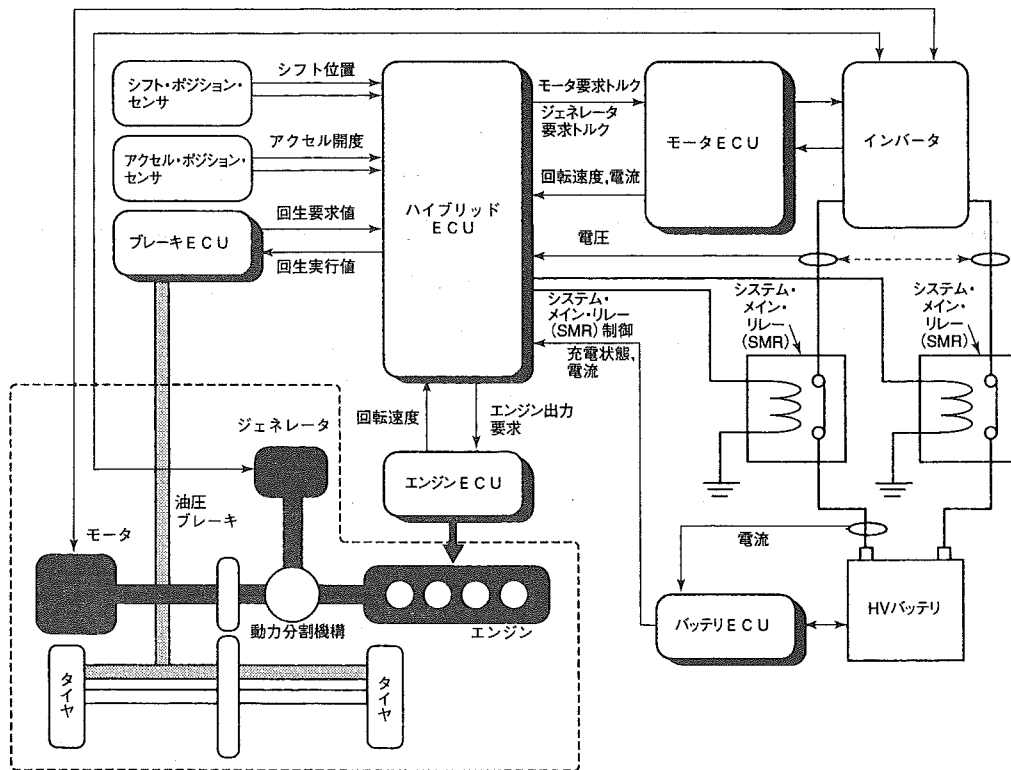 シフト・ポジション・
センサ
シフト位置
アクセル・ポジション・
センサ
アクセル開度
ブレーキECU
回生要求値
回生実行値
ハイブリッド
ECU
モータ要求トルク
ジェネレータ
要求トルク
回転速度,電流
モータECU
インバータ
電圧
システム・
メイン・リレー
(SMR)制御
充電状態,
電流
システム・
メイン・
リレー
(SMR)
システム・
メイン・
リレー
(SMR)
回転速度
エンジン出力
要求
エンジンECU
ジェネレータ
油圧
ブレーキ
モータ
動力分割機構
エンジン
タイヤ
タイヤ
電流
バッテリECU
HVバッテリ